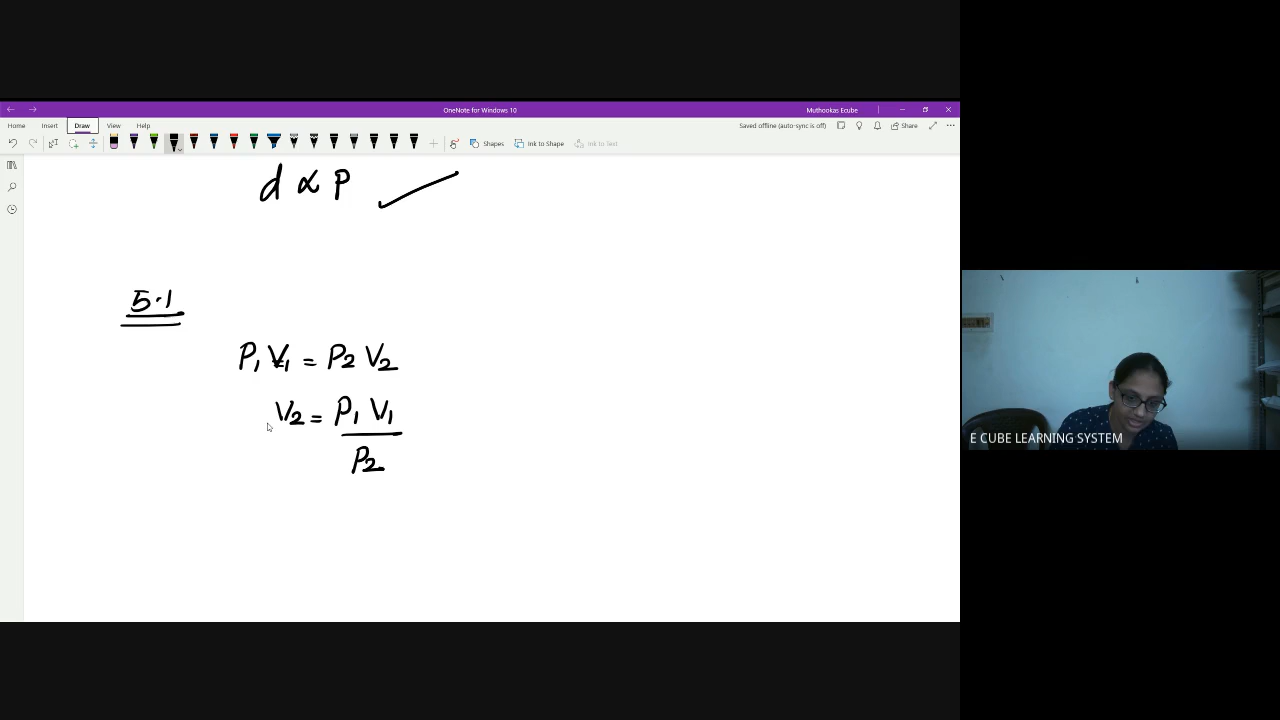 OneNote for Windows 10
Muthookas Ecube
Home Insert Draw View Help
Saved offline (auto-sync is off)
Share
Shapes
Ink to Shape
Ink to Text
d ∝ P
5.1
P₁ V₁ = P₂ V₂
V₂ = P₁ V₁
P₂
E CUBE LEARNING SYSTEM